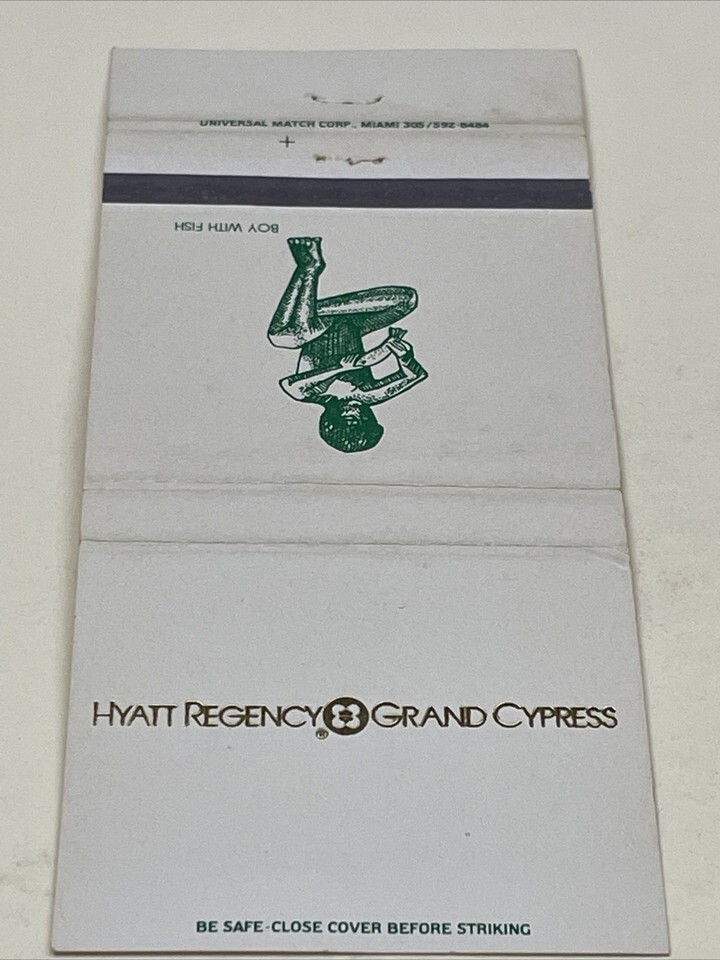 UNIVERSAL MATCH CORP., MIAMI 305/592-8484
BOY WITH FISH
HYATT REGENCY GRAND CYPRESS
®
BE SAFE-CLOSE COVER BEFORE STRIKING